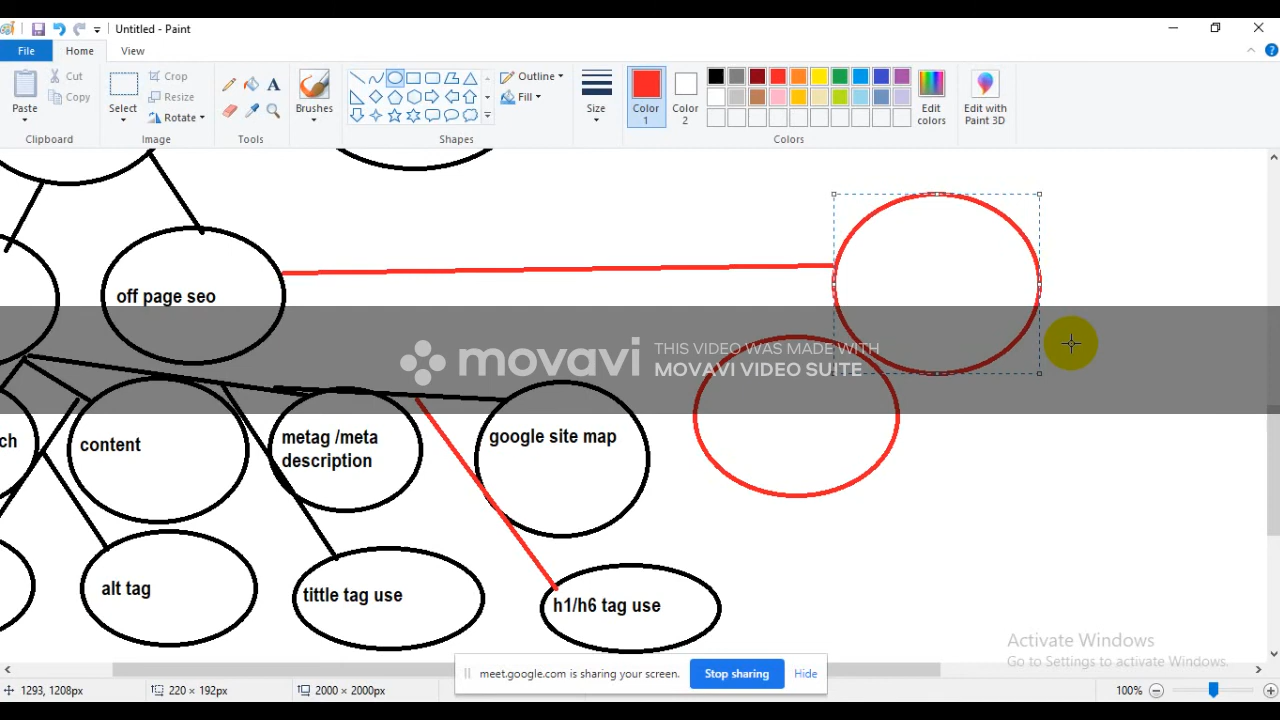 Untitled - Paint
File
Home
View
Paste
Cut
Copy
Clipboard
Select
Crop
Resize
Rotate
Image
A
Tools
Brushes
Outline
Fill
Shapes
Size
Color
1
Color
2
Edit
colors
Colors
Edit with
Paint 3D
?
off page seo
movavi
THIS VIDEO WAS MADE WITH
MOVAVI VIDEO SUITE
ch
content
metag /meta
description
google site map
alt tag
tittle tag use
h1/h6 tag use
Activate Windows
Go to Settings to activate Windows.
meet.google.com is sharing your screen.
Stop sharing
Hide
1293, 1208px
220 × 192px
2000 × 2000px
100%